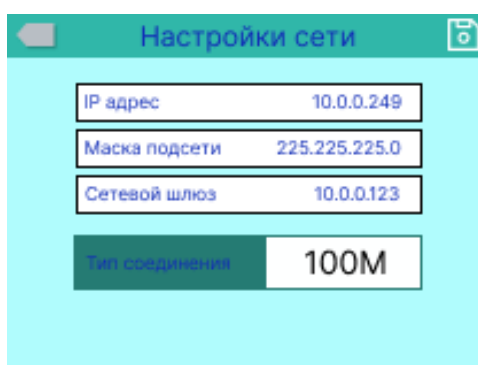 Настройки сети
IP адрес 10.0.0.249
Маска подсети 225.225.225.0
Сетевой шлюз 10.0.0.123
Тип соединения 100M